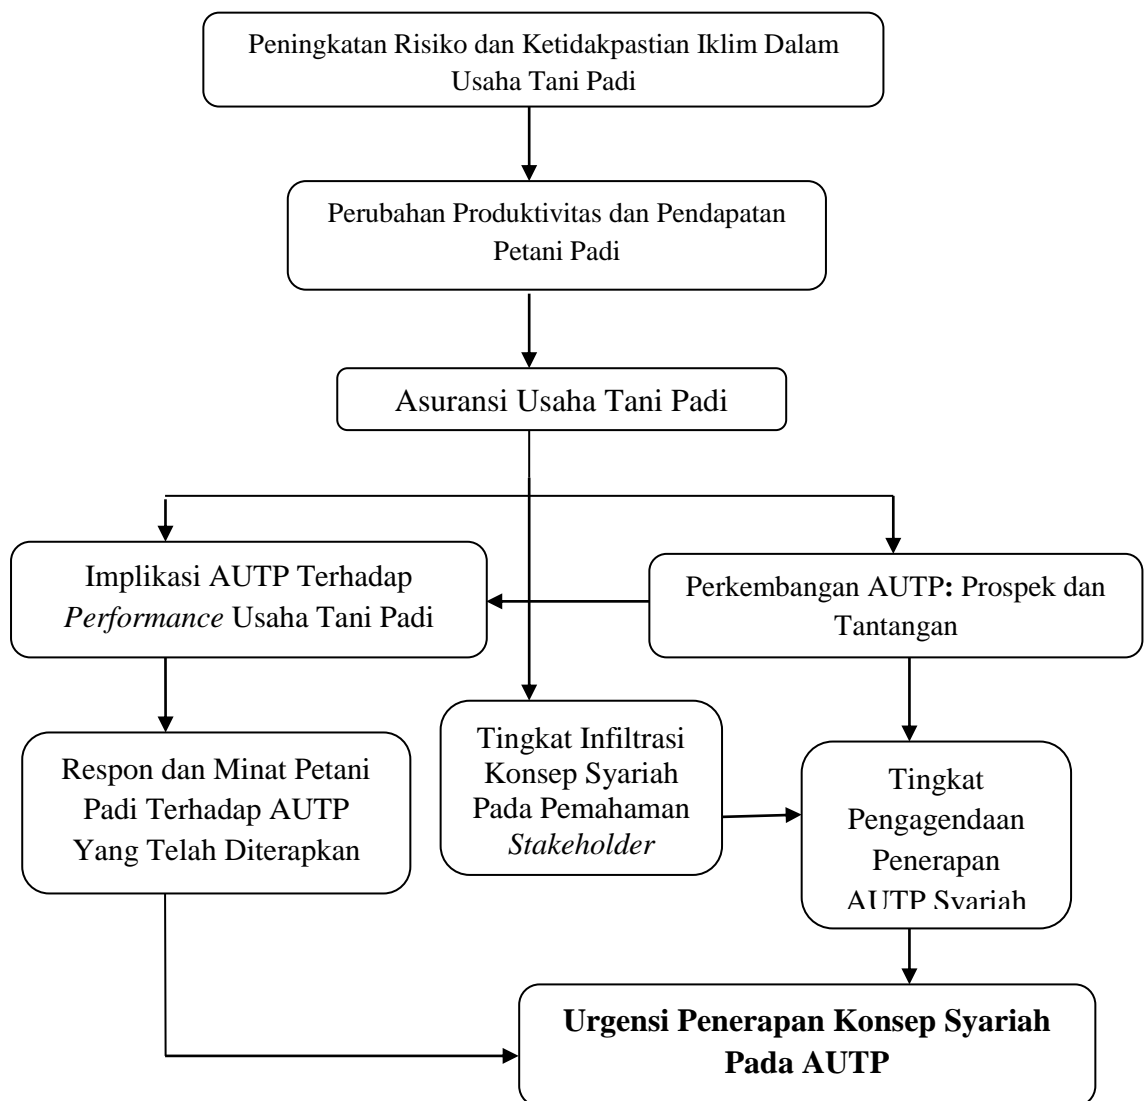 Peningkatan Risiko dan Ketidakpastian Iklim Dalam
Usaha Tani Padi
Perubahan Produktivitas dan Pendapatan
Petani Padi
Asuransi Usaha Tani Padi
Implikasi AUTP Terhadap
Performance Usaha Tani Padi
Perkembangan AUTP: Prospek dan
Tantangan
Respon dan Minat Petani
Padi Terhadap AUTP
Yang Telah Diterapkan
Tingkat Infiltrasi
Konsep Syariah
Pada Pemahaman
Stakeholder
Tingkat
Pengagendaan
Penerapan
AUTP Syariah
Urgensi Penerapan Konsep Syariah
Pada AUTP